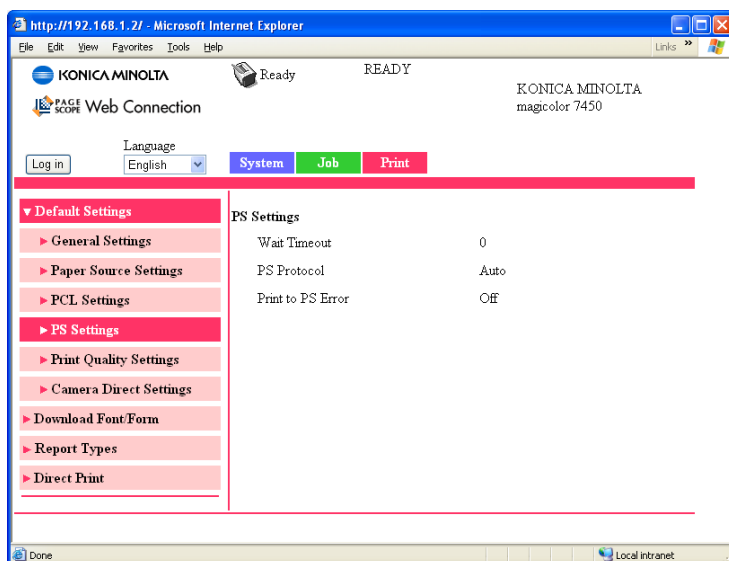 http://192.168.1.2/ - Microsoft Internet Explorer
File Edit View Favorites Tools Help Links »
KONICA MINOLTA
Ready
READY
KONICA MINOLTA
magicolor 7450
PAGE SCOPE Web Connection
Language
Log in
English
System Job Print
Default Settings
General Settings
Paper Source Settings
PCL Settings
PS Settings
Print Quality Settings
Camera Direct Settings
Download Font/Form
Report Types
Direct Print
PS Settings
Wait Timeout 0
PS Protocol Auto
Print to PS Error Off
Done
Local intranet